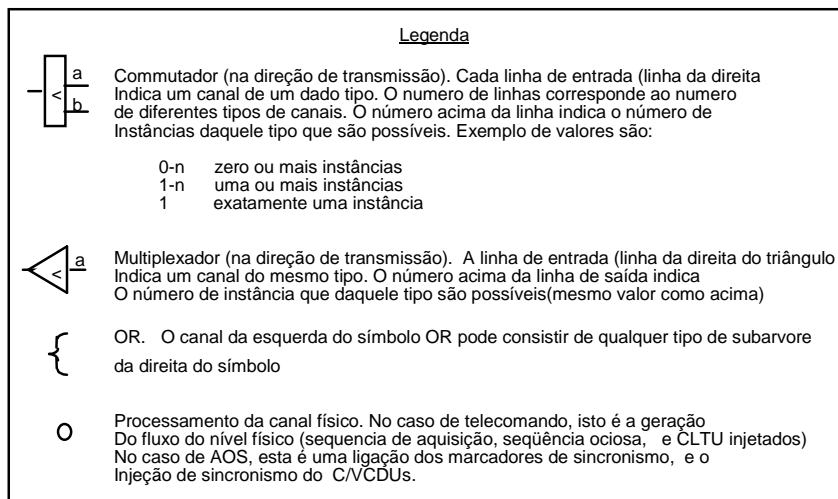 Legenda
a
b
<
Commutador (na direção de transmissão). Cada linha de entrada (linha da direita
Indica um canal de um dado tipo. O numero de linhas corresponde ao numero
de diferentes tipos de canais. O número acima da linha indica o número de
Instâncias daquele tipo que são possíveis. Exemplo de valores são:
0-n zero ou mais instâncias
1-n uma ou mais instâncias
1 exatamente uma instância
a
<
Multiplexador (na direção de transmissão). A linha de entrada (linha da direita do triângulo
Indica um canal do mesmo tipo. O número acima da linha de saída indica
O número de instância que daquele tipo são possíveis(mesmo valor como acima)
{
OR. O canal da esquerda do símbolo OR pode consistir de qualquer tipo de subarvore
da direita do símbolo
Processamento da canal físico. No caso de telecomando, isto é a geração
Do fluxo do nível físico (sequencia de aquisição, seqüência ociosa, e CLTU injetados)
No caso de AOS, esta é uma ligação dos marcadores de sincronismo, e o
Injeção de sincronismo do C/VCDUs.